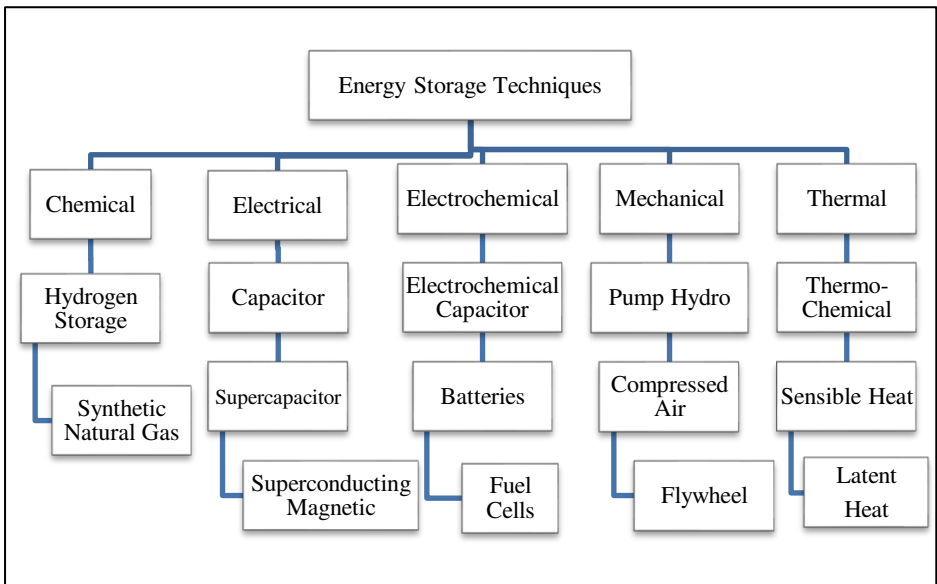 Energy Storage Techniques
Chemical
Electrical
Electrochemical
Mechanical
Thermal
Hydrogen
Storage
Capacitor
Electrochemical
Capacitor
Pump Hydro
Thermo-
Chemical
Synthetic
Natural Gas
Supercapacitor
Batteries
Compressed
Air
Sensible Heat
Superconducting
Magnetic
Fuel
Cells
Flywheel
Latent
Heat